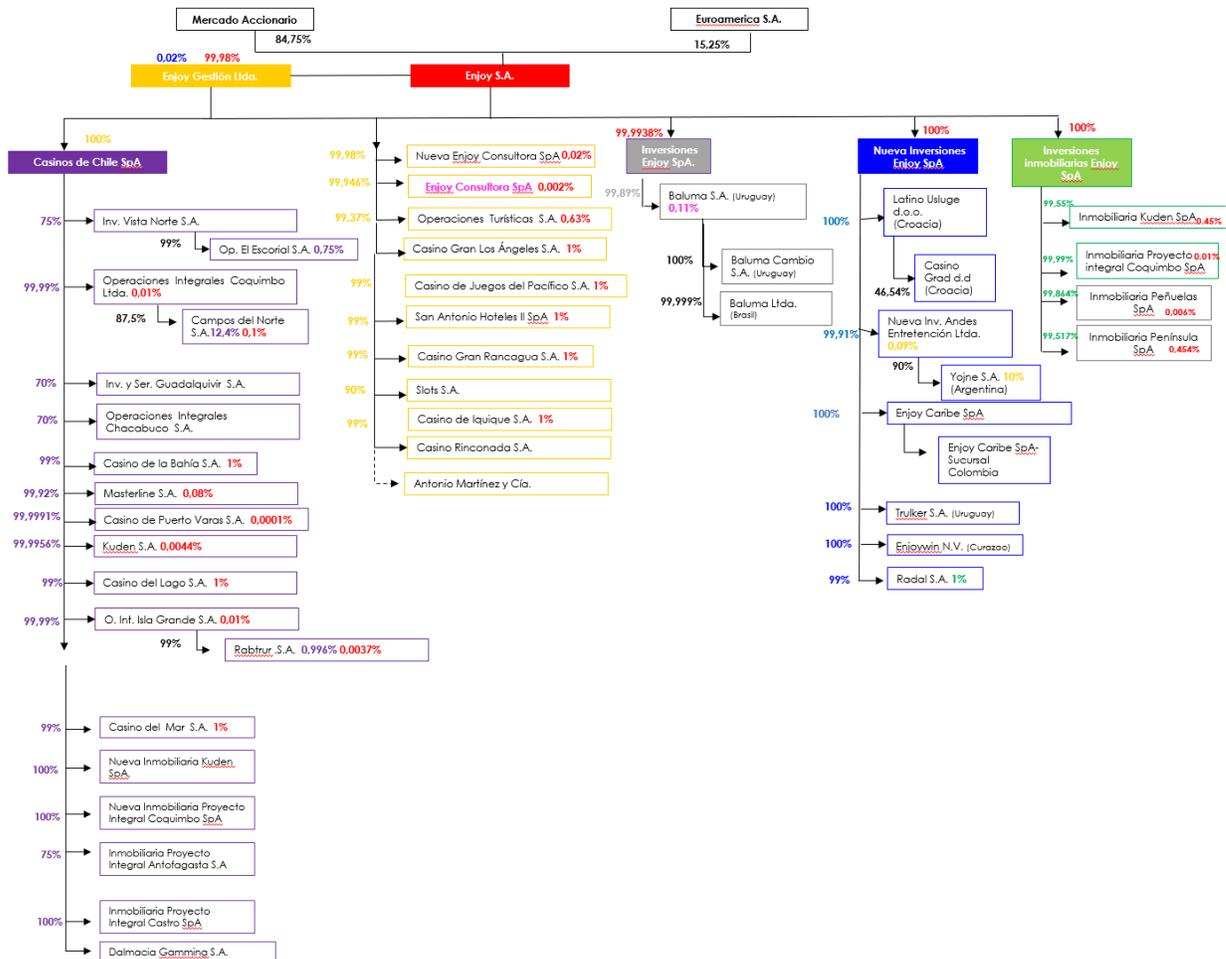 Mercado Accionario
Euroamerica S.A.
84,75%
15,25%
0,02% 99,98%
Enjoy Gestión Ltda.
Enjoy S.A.
100%
Casinos de Chile SpA
75%
Inv. Vista Norte S.A.
99%
Op. El Escorial S.A. 0,75%
99,99%
Operaciones Integrales Coquimbo
Ltda. 0,01%
87,5%
Campos del Norte
S.A.12,4% 0,1%
70%
Inv. y Ser. Guadalquivir S.A.
70%
Operaciones Integrales
Chacabuco S.A.
99%
Casino de la Bahía S.A. 1%
99,92%
Masterline S.A. 0,08%
99,9991%
Casino de Puerto Varas S.A. 0,0001%
99,9956%
Kuden S.A. 0,0044%
99%
Casino del Lago S.A. 1%
99,99%
O. Int. Isla Grande S.A. 0,01%
99%
Rabtrur .S.A. 0,996% 0,0037%
99%
Casino del Mar S.A. 1%
100%
Nueva Inmobiliaria Kuden
SpA.
100%
Nueva Inmobiliaria Proyecto
Integral Coquimbo SpA
75%
Inmobiliaria Proyecto
Integral Antofagasta S.A
100%
Inmobiliaria Proyecto
Integral Castro SpA
Dalmacia Gamming S.A.
99,98%
Nueva Enjoy Consultora SpA 0,02%
99,946%
Enjoy Consultora SpA 0,002%
99,37%
Operaciones Turísticas S.A. 0,63%
Casino Gran Los Ángeles S.A. 1%
99%
Casino de Juegos del Pacífico S.A. 1%
99%
San Antonio Hoteles II SpA 1%
99%
Casino Gran Rancagua S.A. 1%
90%
Slots S.A.
99%
Casino de Iquique S.A. 1%
Casino Rinconada S.A.
Antonio Martínez y Cía.
99,9938%
Inversiones
Enjoy SpA.
99,89%
Baluma S.A. (Uruguay)
0,11%
100%
Baluma Cambio
S.A. (Uruguay)
99,999%
Baluma Ltda.
(Brasil)
100%
Nueva Inversiones
Enjoy SpA
100%
Latino Usluge
d.o.o.
(Croacia)
46,54%
Casino
Grad d.d
(Croacia)
99,91%
Nueva Inv. Andes
Entretención Ltda.
0,09%
90%
Yojne S.A. 10%
(Argentina)
100%
Enjoy Caribe SpA
Enjoy Caribe SpA-
Sucursal
Colombia
100%
Trulker S.A. (Uruguay)
100%
Enjoywin N.V. (Curazao)
99%
Radal S.A. 1%
100%
Inversiones
inmobiliarias Enjoy
SpA
99,55%
Inmobiliaria Kuden SpA 0.45%
99,99%
Inmobiliaria Proyecto 0.01%
integral Coquimbo SpA
99,864%
Inmobiliaria Peñuelas
SpA 0,006%
99,517%
Inmobiliaria Península
SpA 0,454%